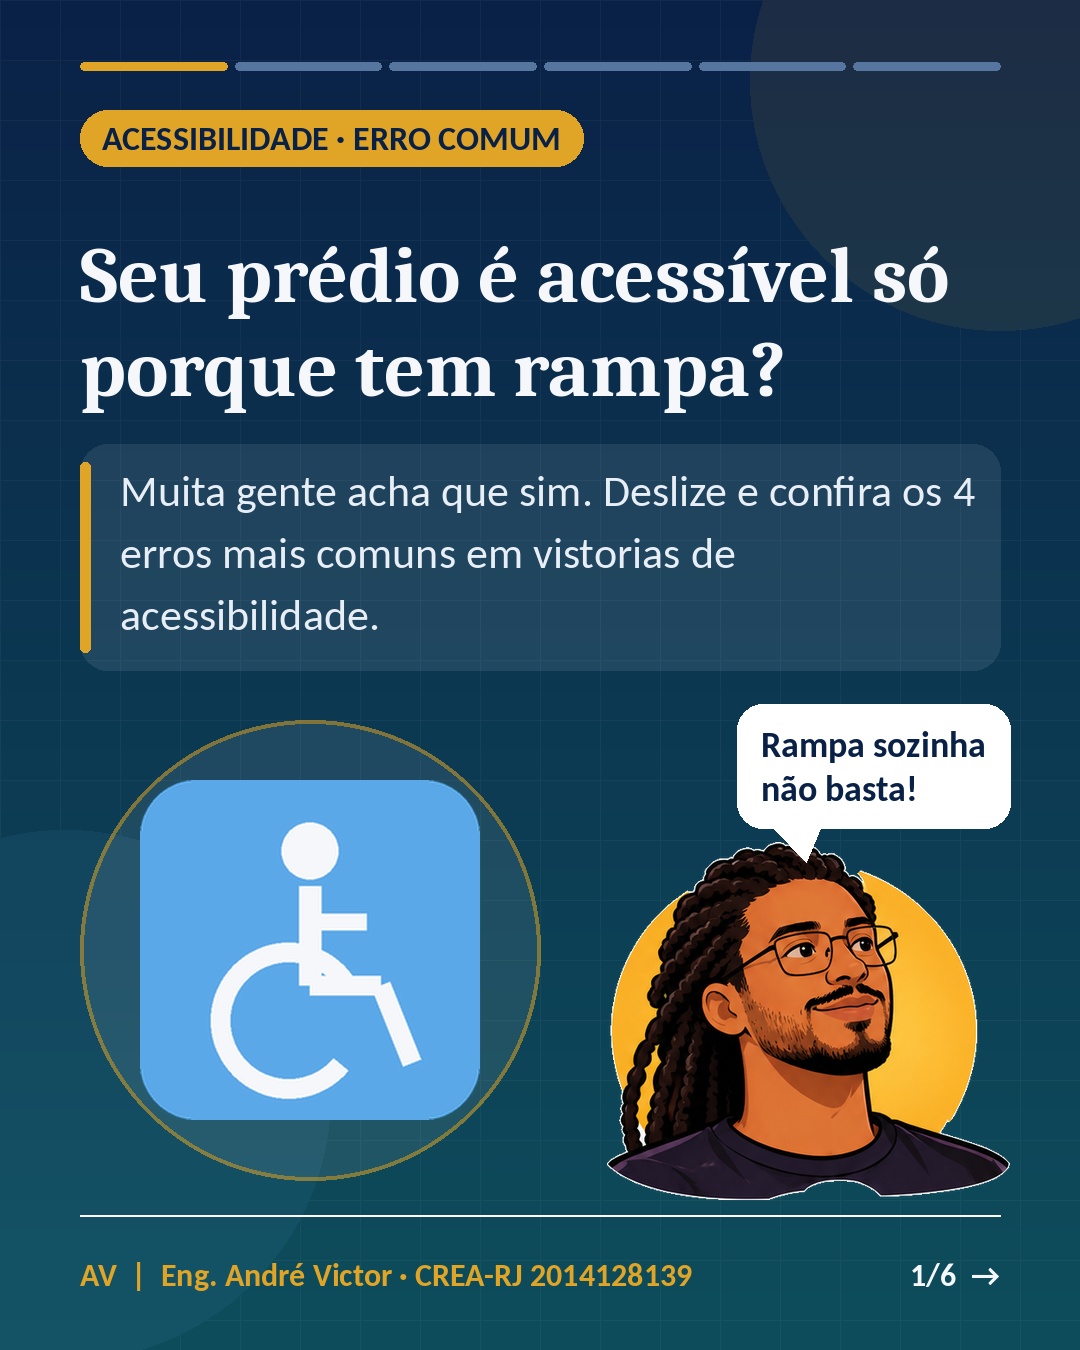 ACESSIBILIDADE · ERRO COMUM
Seu prédio é acessível só
porque tem rampa?
Muita gente acha que sim. Deslize e confira os 4
erros mais comuns em vistorias de
acessibilidade.
Rampa sozinha
não basta!
AV | Eng. André Victor · CREA-RJ 2014128139
1/6 →